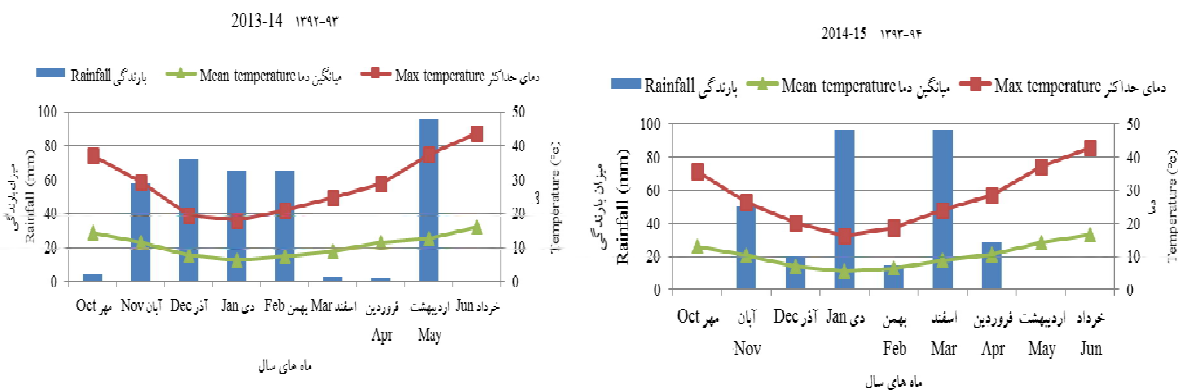 2013-14 ۱۳۹۲-۹۳
Rainfall بارندگی Mean temperature میانگین دما Max temperature دمای حداکثر
میزان بارندگی
Rainfall (mm)
100
80
60
40
20
0
50
40
30
20
10
0
دما
Temperature (°c)
مهر Oct
آبان Nov
آذر Dec
دی Jan
بهمن Feb
اسفند Mar
فروردین
Apr
اردیبهشت
May
خرداد Jun
ماه های سال
2014-15 ۱۳۹۳-۹۴
Rainfall بارندگی Mean temperature میانگین دما Max temperature دمای حداکثر
میزان بارندگی
Rainfall (mm)
100
80
60
40
20
0
50
40
30
20
10
0
دما
Temperature (°c)
مهر Oct
آبان
Nov
آذر Dec
دی Jan
بهمن
Feb
اسفند
Mar
فروردین
Apr
اردیبهشت
May
خرداد
Jun
ماه های سال